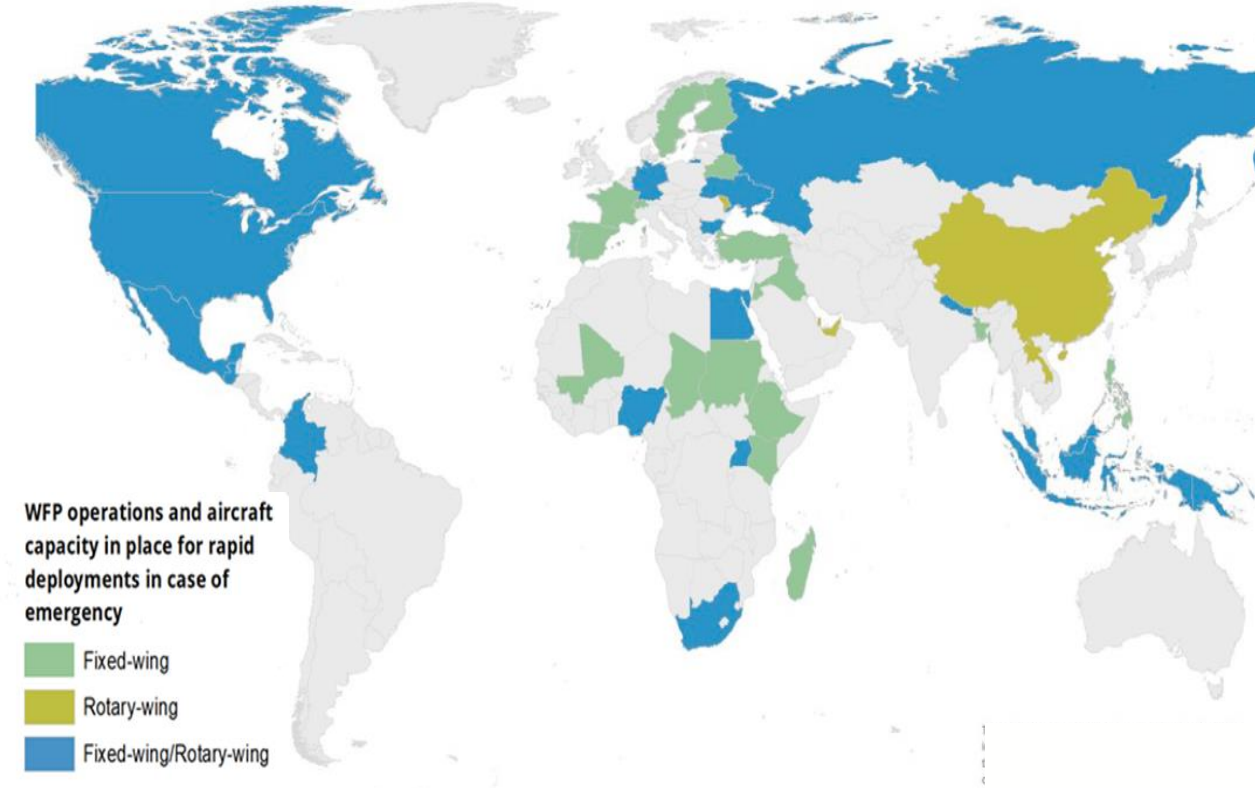 WFP operations and aircraft
capacity in place for rapid
deployments in case of
emergency
Fixed-wing
Rotary-wing
Fixed-wing/Rotary-wing